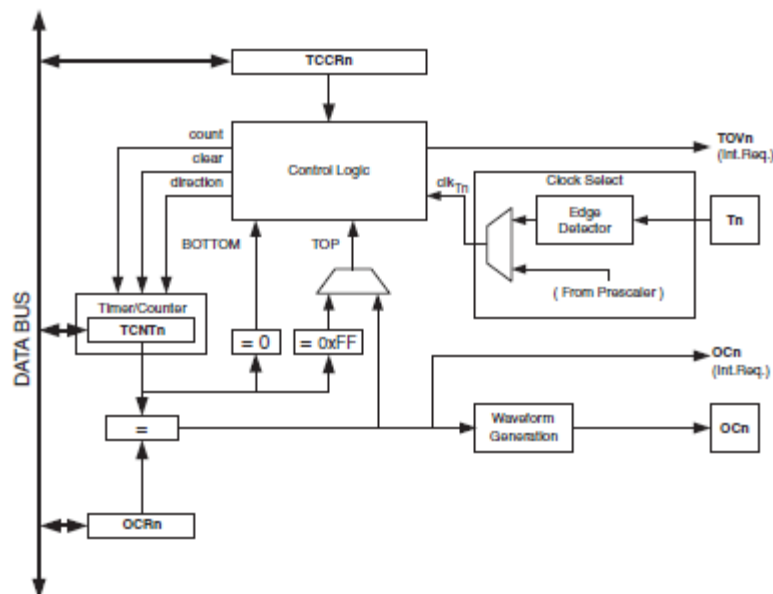 TCCRn
count
clear
direction
Control Logic
TOVn
(Int.Req.)
clkTn
Clock Select
Edge
Detector
Tn
( From Prescaler )
BOTTOM
TOP
Timer/Counter
TCNTn
= 0
= 0xFF
OCn
(Int.Req.)
=
Waveform
Generation
OCn
OCRn
DATA BUS